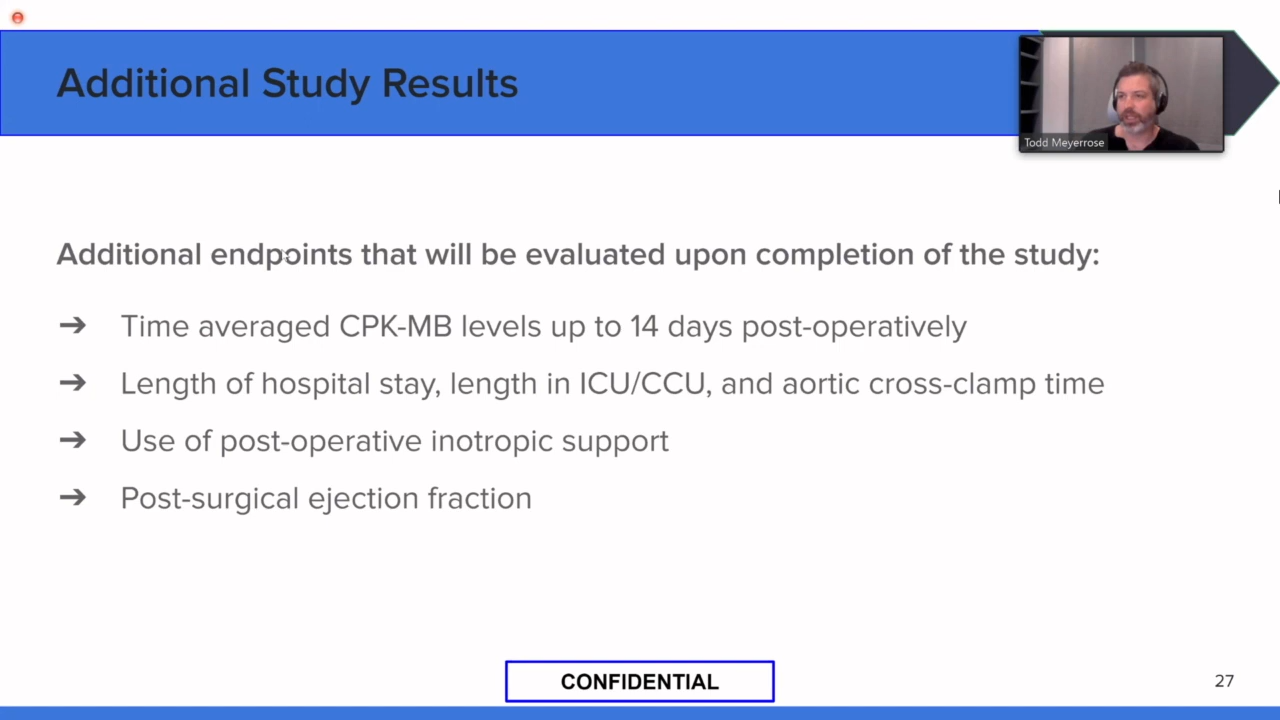 Additional Study Results
Todd Meyerrose
Additional endpoints that will be evaluated upon completion of the study:
➔ Time averaged CPK-MB levels up to 14 days post-operatively
➔ Length of hospital stay, length in ICU/CCU, and aortic cross-clamp time
➔ Use of post-operative inotropic support
➔ Post-surgical ejection fraction
CONFIDENTIAL
27